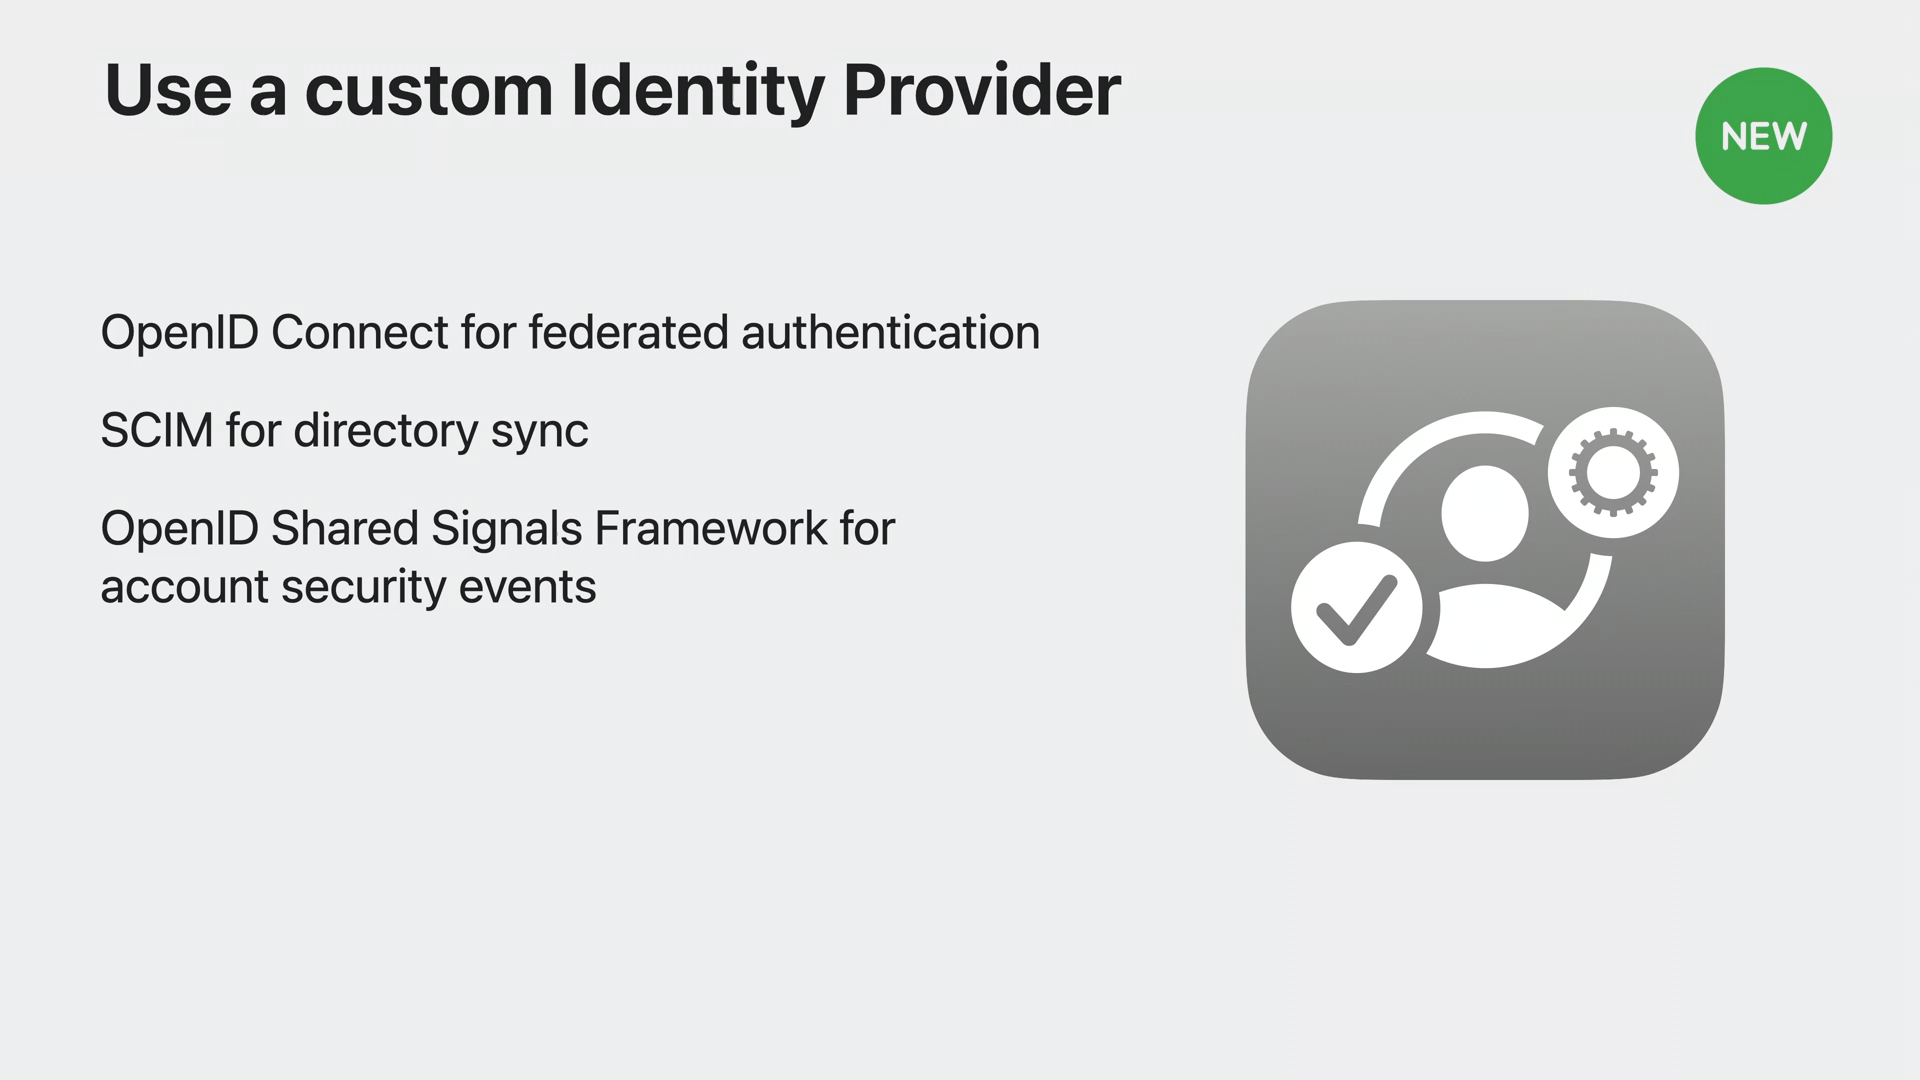 Use a custom Identity Provider
NEW
OpenID Connect for federated authentication
SCIM for directory sync
OpenID Shared Signals Framework for
account security events